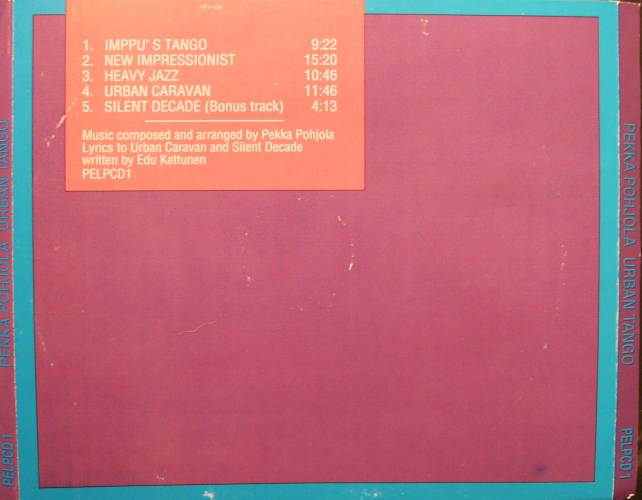 1. IMPPU'S TANGO 9:22
2. NEW IMPRESSIONIST 15:20
3. HEAVY JAZZ 10:46
4. URBAN CARAVAN 11:46
5. SILENT DECADE (Bonus track) 4:13
Music composed and arranged by Pekka Pohjola
Lyrics to Urban Caravan and Silent Decade
written by Edu Kettunen
PELPCD1
PEKKA POHJOLA URBAN TANGO
PELPCD 1
PEKKA POHJOLA URBAN TANGO
PELPCD 1